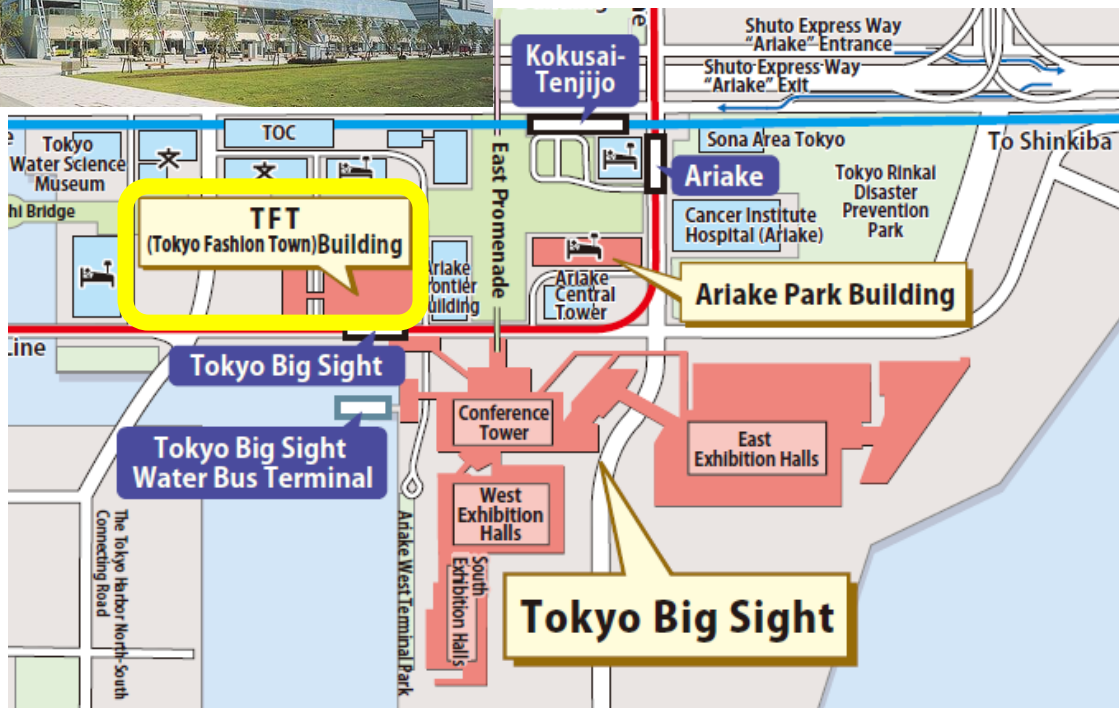 Shuto Express Way
"Ariake" Entrance
Shuto Express Way
"Ariake" Exit
Kokusai-
Tenjijo
To Shinkiba
TOC
Tokyo
Water Science
Museum
Sona Area Tokyo
Ariake
Tokyo Rinkai
Disaster
Prevention
Park
hi Bridge
TFT
(Tokyo Fashion Town)Building
East Promenade
Cancer Institute
Hospital (Ariake)
Ariake
Frontier
Building
Ariake
Central
Tower
Ariake Park Building
Line
Tokyo Big Sight
Tokyo Big Sight
Water Bus Terminal
Conference
Tower
East
Exhibition Halls
West
Exhibition
Halls
South
Exhibition Halls
The Tokyo Harbor North-South
Connecting Road
Ariake West Terminal Park
Tokyo Big Sight